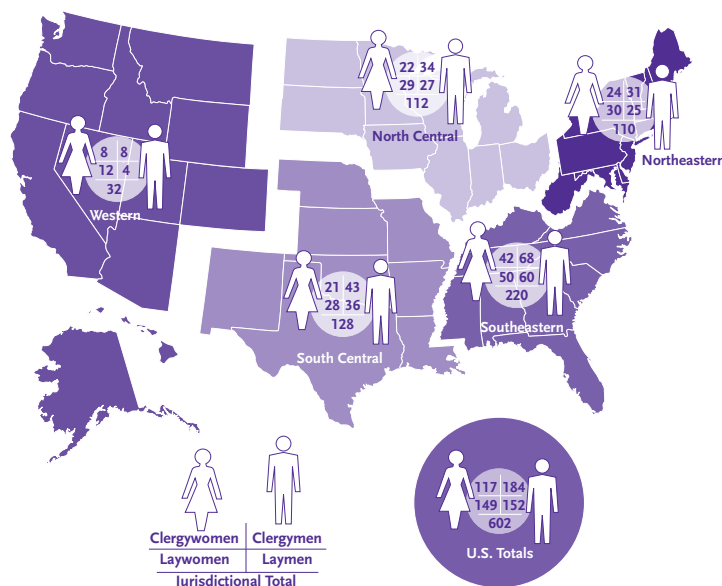 22 34
29 27
112
North Central
24 31
30 25
110
Northeastern
8 8
12 4
32
Western
42 68
50 60
220
Southeastern
21 43
28 36
128
South Central
Clergywomen Clergymen
Laywomen Laymen
Jurisdictional Total
117 184
149 152
602
U.S. Totals